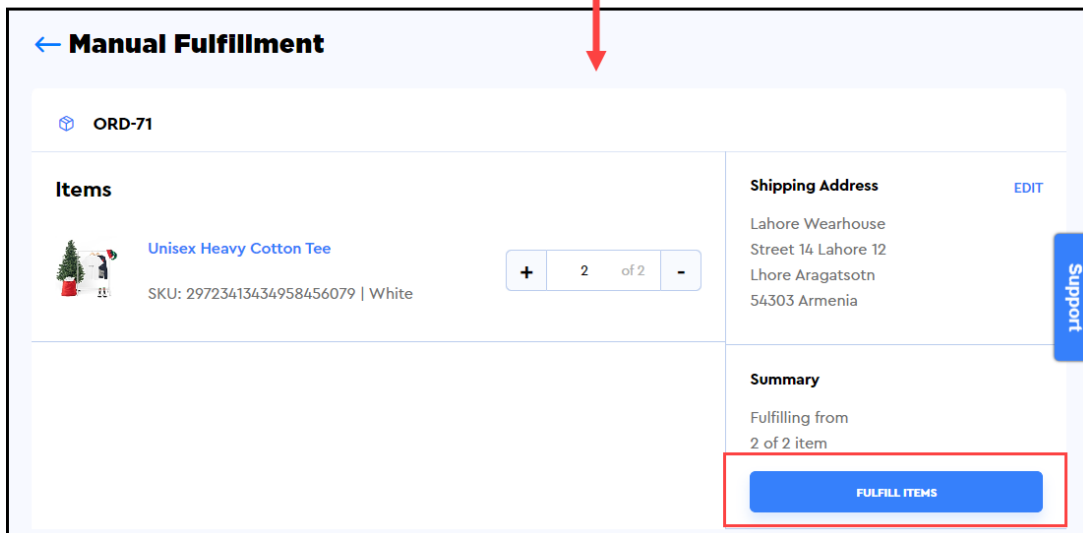 ← Manual Fulfillment
ORD-71
Items
Unisex Heavy Cotton Tee
SKU: 29723413434958456079 | White
+ 2 of 2 -
Shipping Address EDIT
Lahore Wearhouse
Street 14 Lahore 12
Lhore Aragatsotn
54303 Armenia
Summary
Fulfilling from
2 of 2 item
FULFILL ITEMS
Support